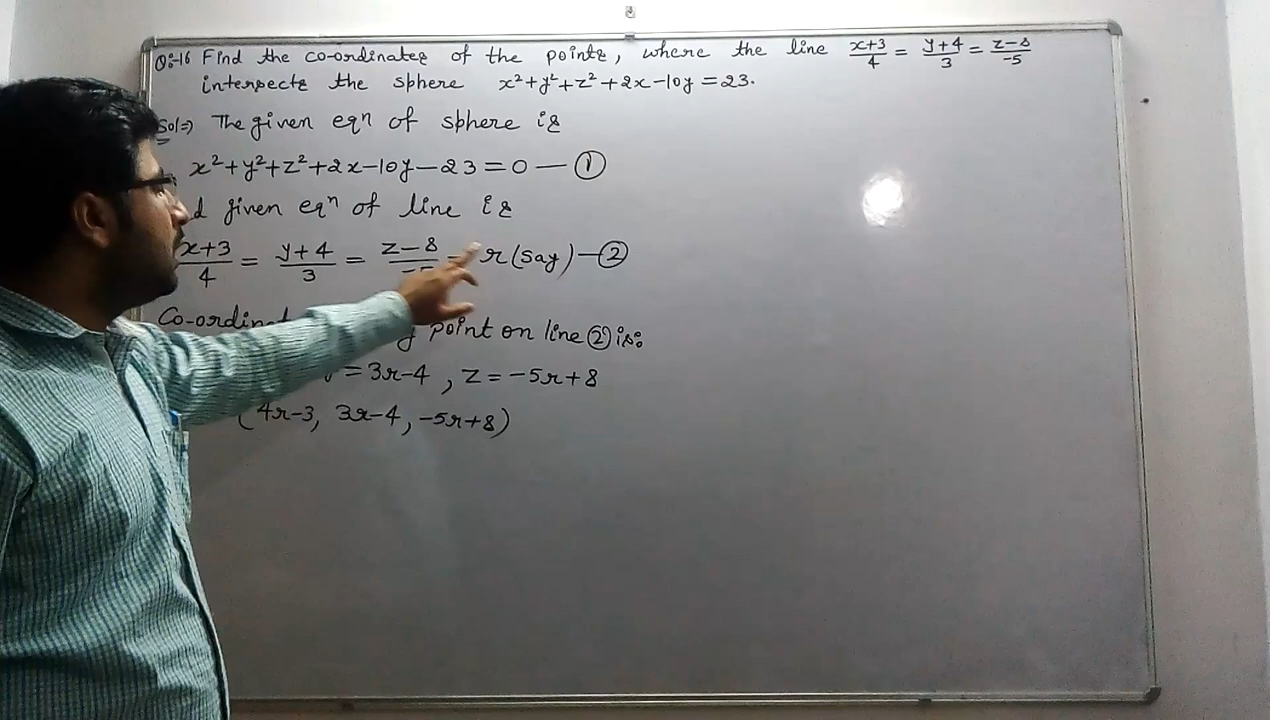 Q:-16 Find the co-ordinates of the points, where the line x+3/4 = y+4/3 = z-8/-5
intersects the sphere x²+y²+z²+2x-10y=23.
Sol⇒ The given eqⁿ of sphere is
x²+y²+z²+2x-10y-23=0 — ①
given eqⁿ of line is
x+3/4 = y+4/3 = z-8/-5 = r (say) — ②
Co-ordinat point on line ② is:
= 3r-4 , z = -5r+8
(4r-3, 3r-4, -5r+8)